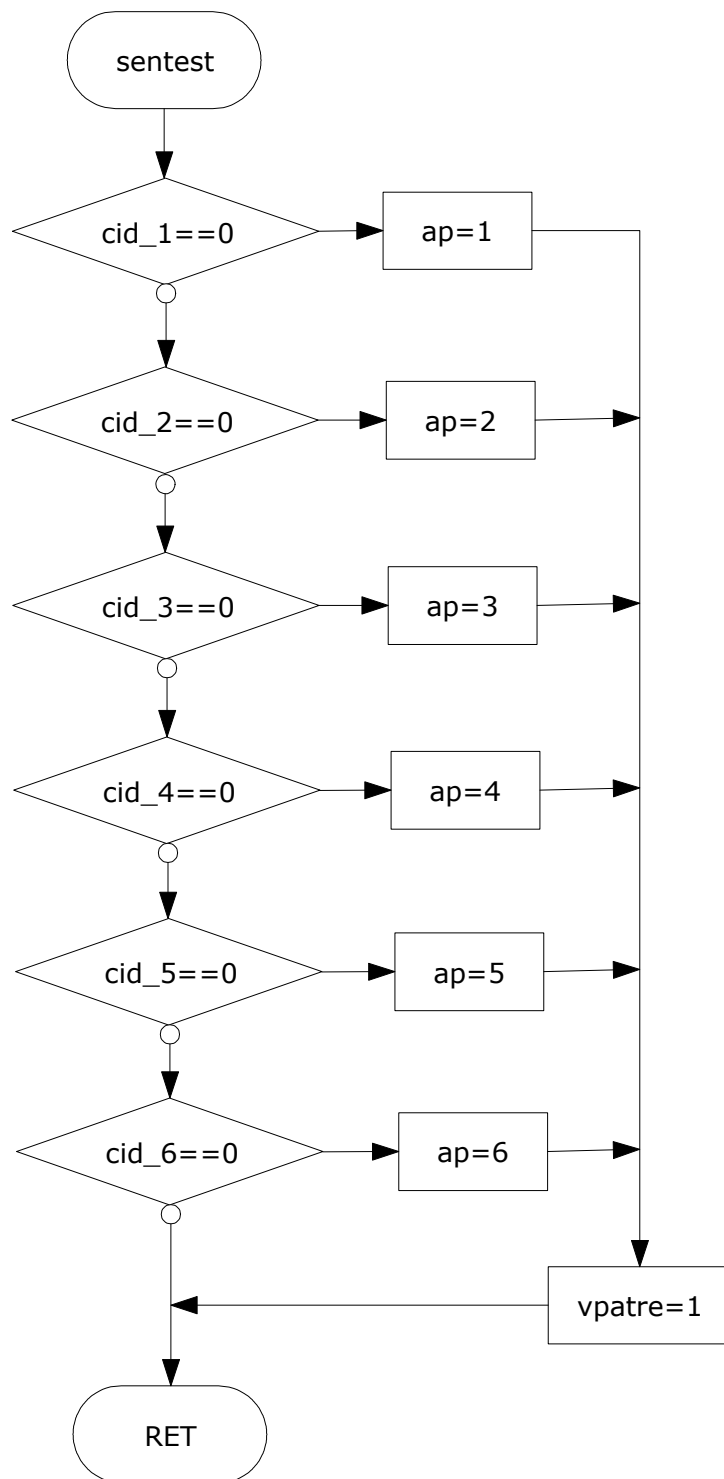 sentest
cid_1==0
ap=1
cid_2==0
ap=2
cid_3==0
ap=3
cid_4==0
ap=4
cid_5==0
ap=5
cid_6==0
ap=6
vpatre=1
RET